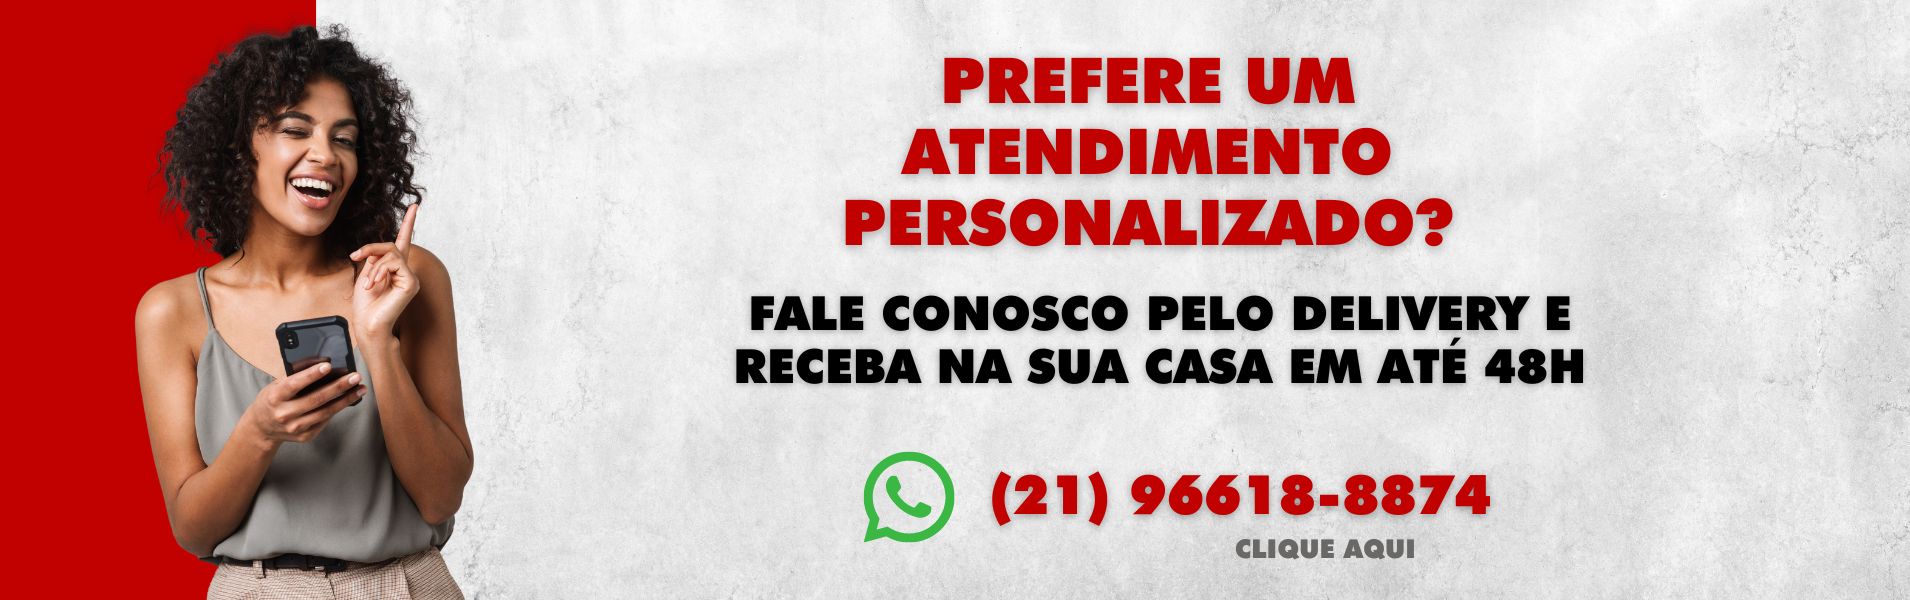 PREFERE UM
ATENDIMENTO
PERSONALIZADO?
FALE CONOSCO PELO DELIVERY E
RECEBA NA SUA CASA EM ATÉ 48H
(21) 96618-8874
CLIQUE AQUI